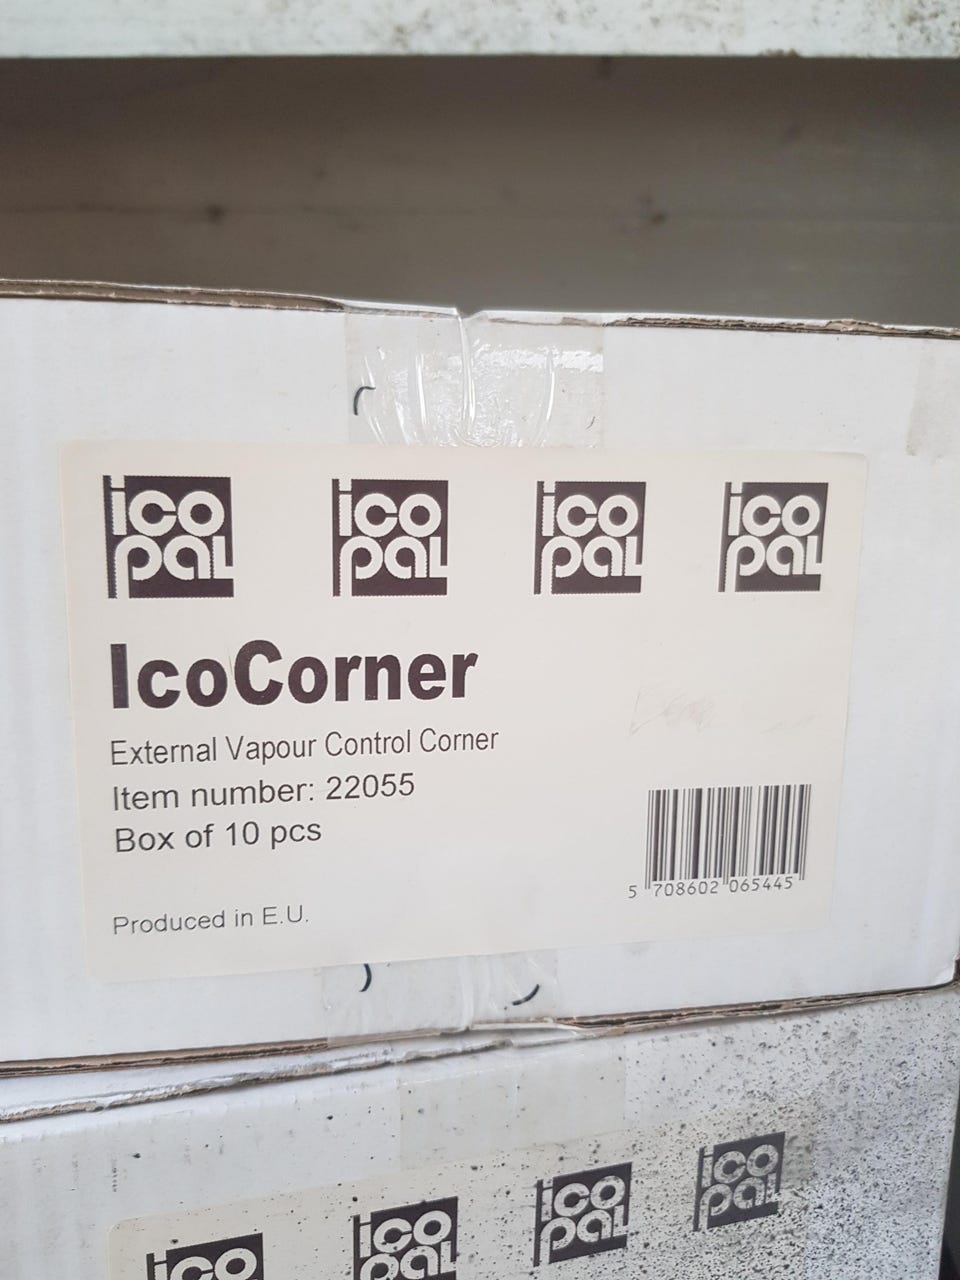 ico ico ico ico
pal pal pal pal
IcoCorner
External Vapour Control Corner
Item number: 22055
Box of 10 pcs
5 708602 065445
Produced in E.U.
ico ico ico ico
pal pal pal